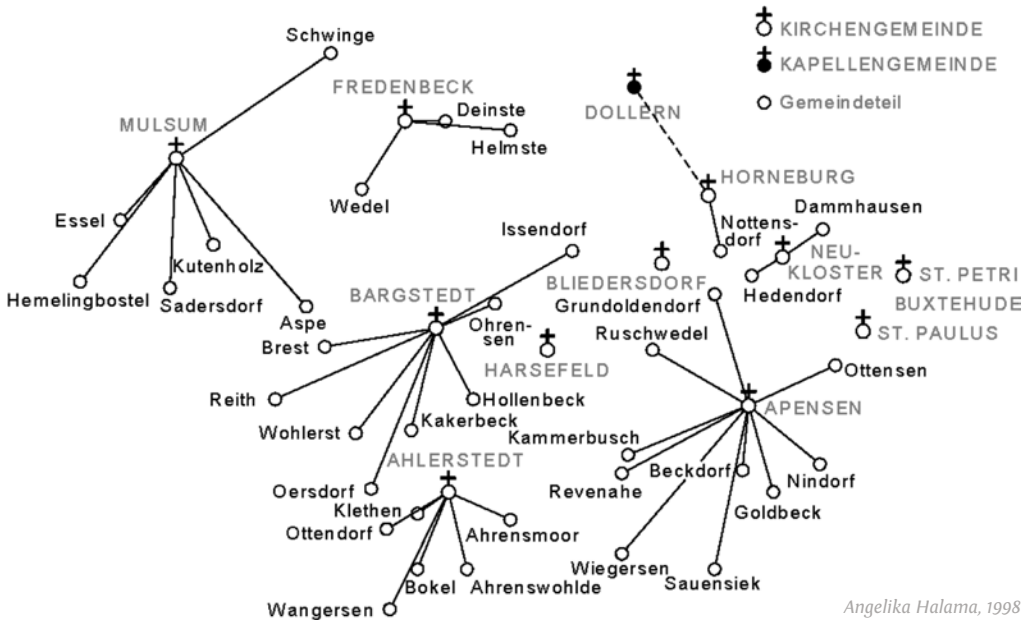 Schwinge
KIRCHENGEMEINDE
KAPELLENGEMEINDE
Gemeindeteil
FREDENBECK
Deinste
Helmste
Wedel
DOLLERN
MULSUM
Essel
Kutenholz
Hemelingbostel
Sadersdorf
Aspe
HORNEBURG
Nottens-
dorf
Dammhausen
NEU-
KLOSTER
Hedendorf
ST. PETRI
BUXTEHUDE
ST. PAULUS
Issendorf
BLIEDERSDORF
Grundoldendorf
BARGSTEDT
Ohren-
sen
Brest
HARSEFELD
Ruschwedel
Ottensen
Reith
Hollenbeck
APENSEN
Wohlerst
Kakerbeck
Kammerbusch
AHLERSTEDT
Beckdorf
Nindorf
Oersdorf
Revenahe
Klethen
Goldbeck
Ottendorf
Ahrensmoor
Wiegersen
Sauensiek
Bokel
Ahrenswohlde
Wangersen
Angelika Halama, 1998